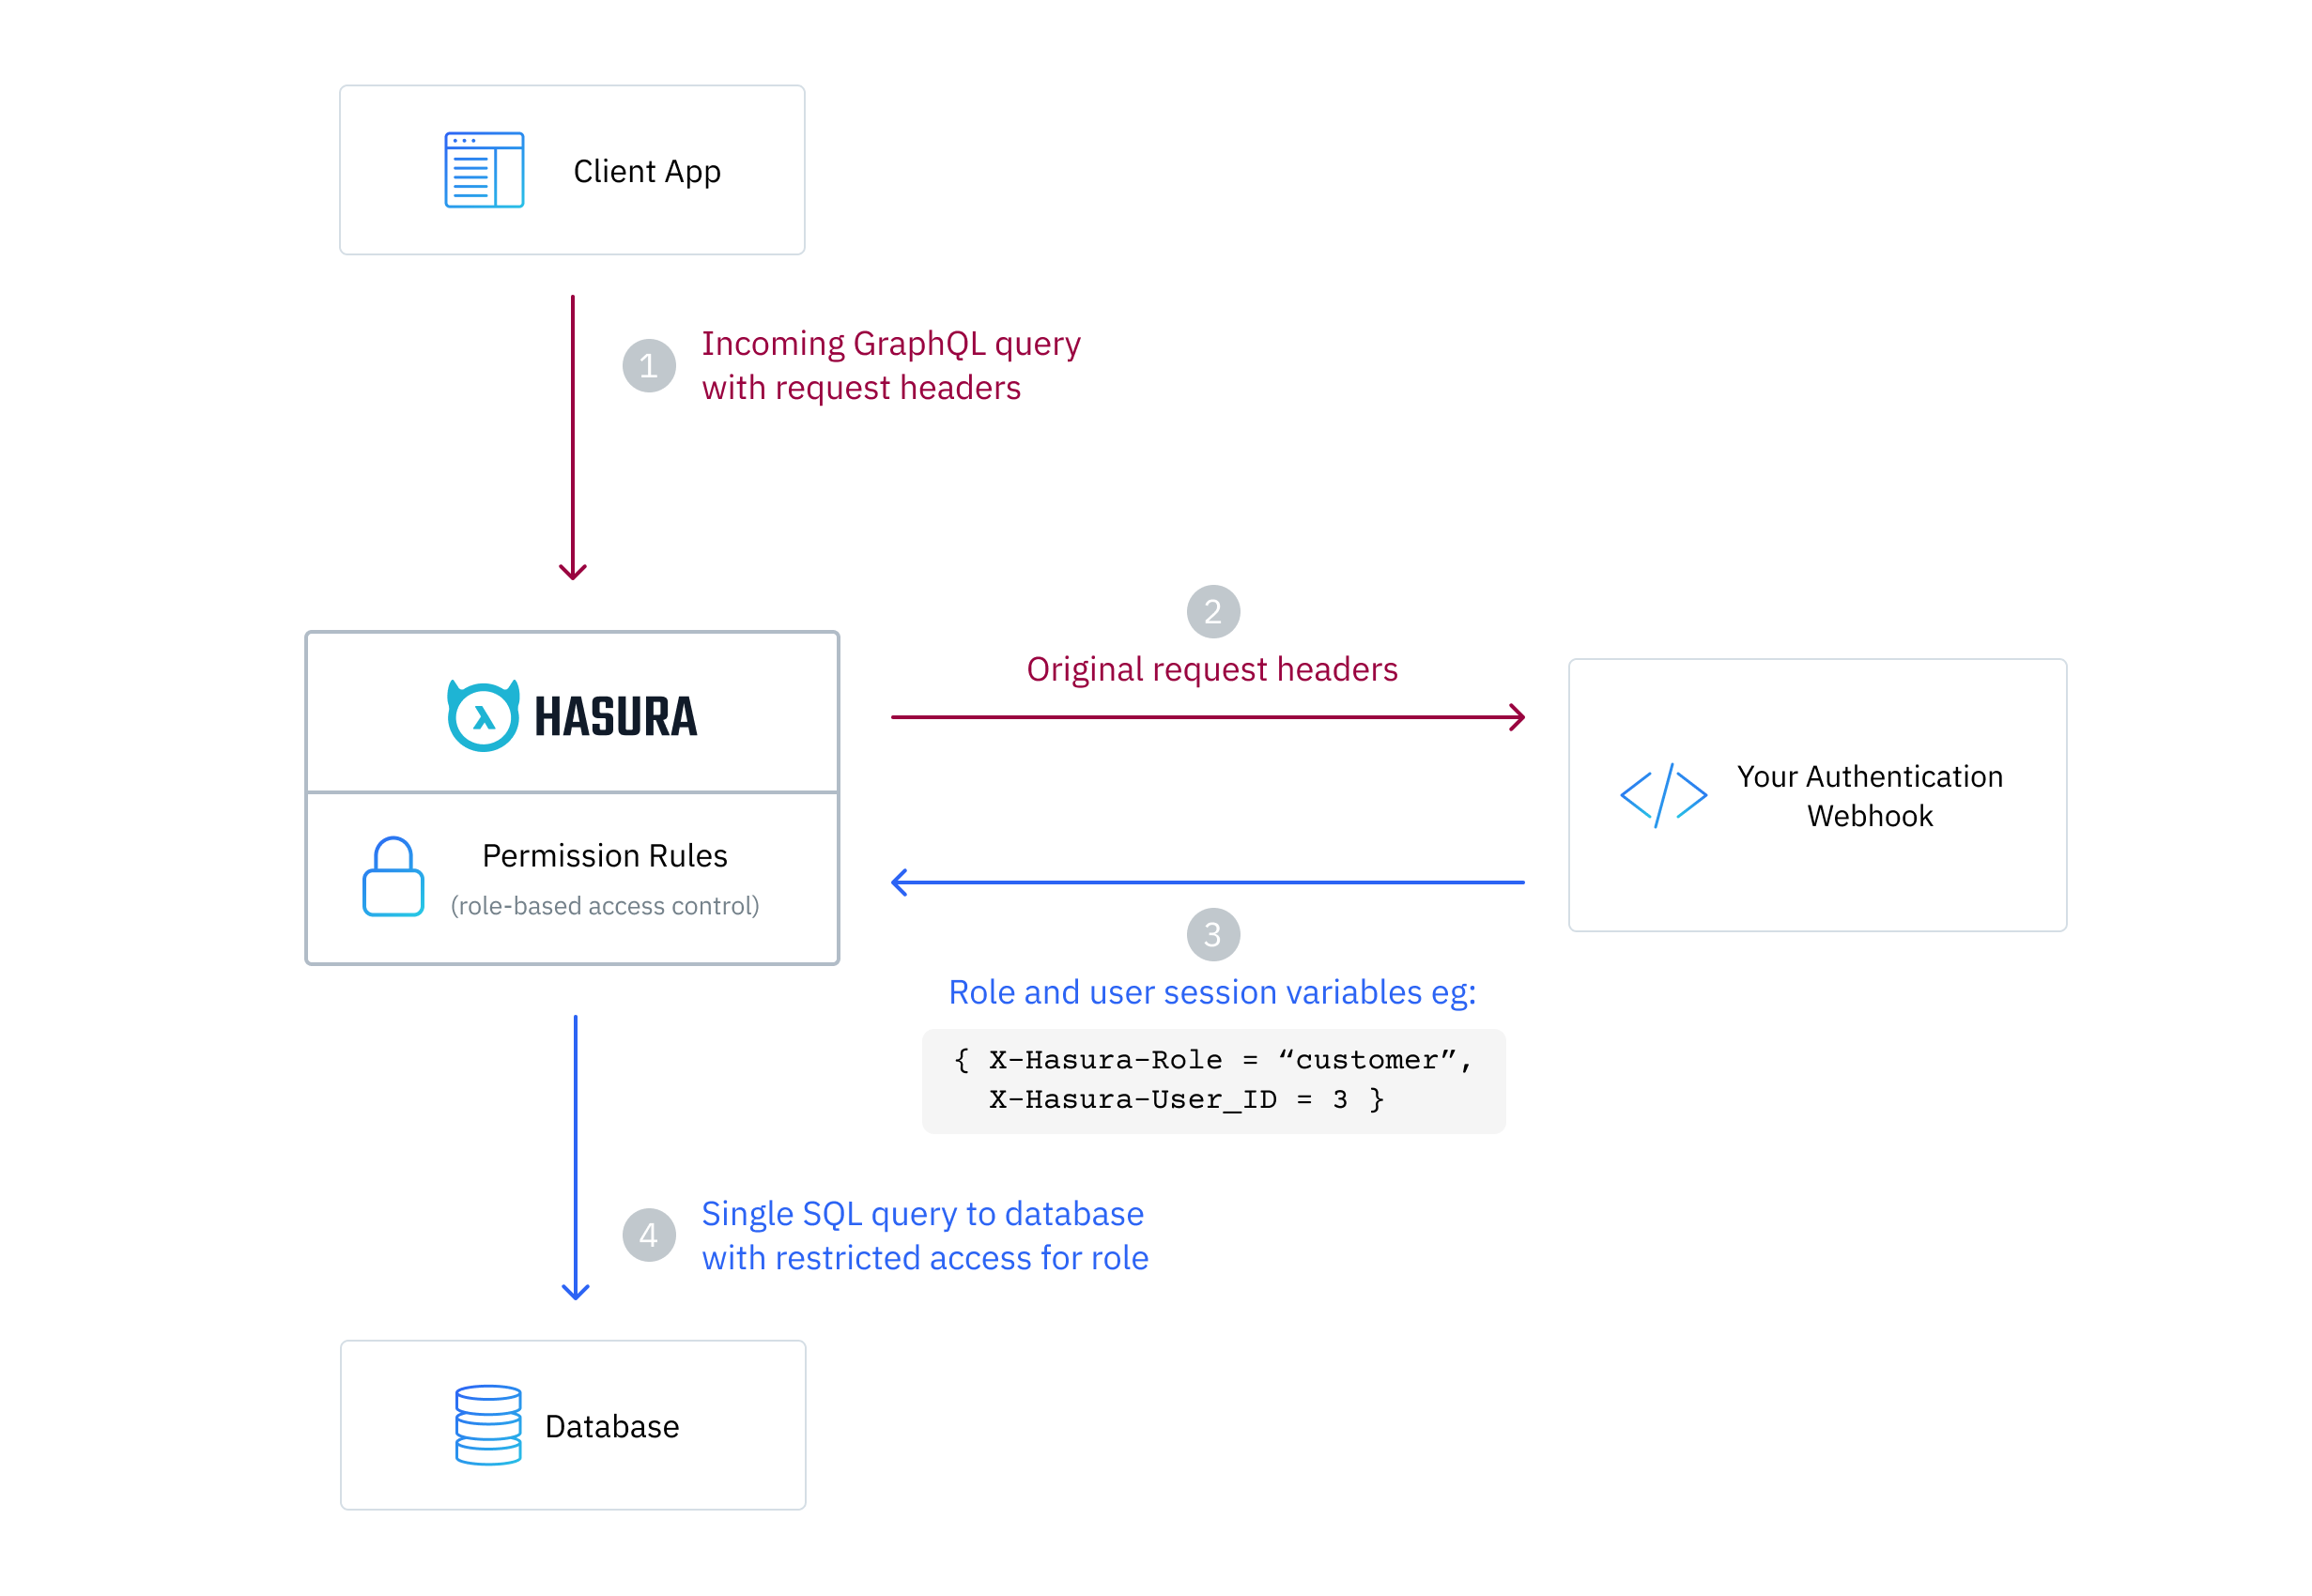 Client App
1
Incoming GraphQL query
with request headers
HASURA
Permission Rules
(role-based access control)
2
Original request headers
Your Authentication
Webhook
3
Role and user session variables eg:
{ X-Hasura-Role = “customer”,
X-Hasura-User_ID = 3 }
4
Single SQL query to database
with restricted access for role
Database